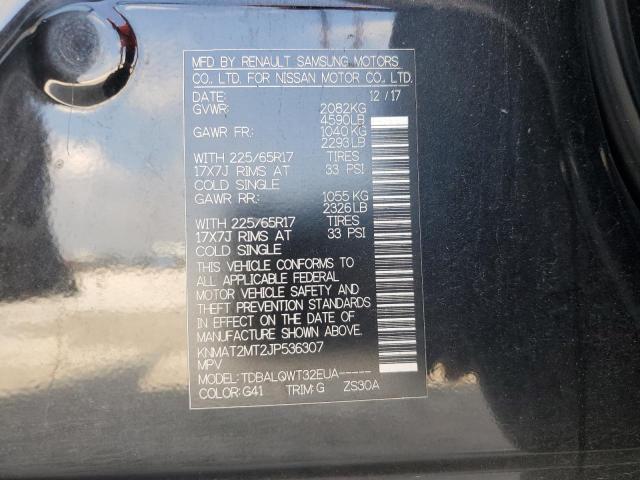 MFD BY RENAULT SAMSUNG MOTORS
CO., LTD. FOR NISSAN MOTOR CO., LTD.
DATE: 12 / 17
GVWR: 2082KG
4590LB
GAWR FR: 1040KG
2293LB
WITH 225/65R17 TIRES
17X7J RIMS AT 33 PSI
COLD SINGLE
GAWR RR: 1055 KG
2326LB
WITH 225/65R17 TIRES
17X7J RIMS AT 33 PSI
COLD SINGLE
THIS VEHICLE CONFORMS TO
ALL APPLICABLE FEDERAL
MOTOR VEHICLE SAFETY AND
THEFT PREVENTION STANDARDS
IN EFFECT ON THE DATE OF
MANUFACTURE SHOWN ABOVE.
KNMAT2MT2JP536307
MPV
MODEL: TDBALQWT32EUA-----
COLOR: G41 TRIM: G ZS30A